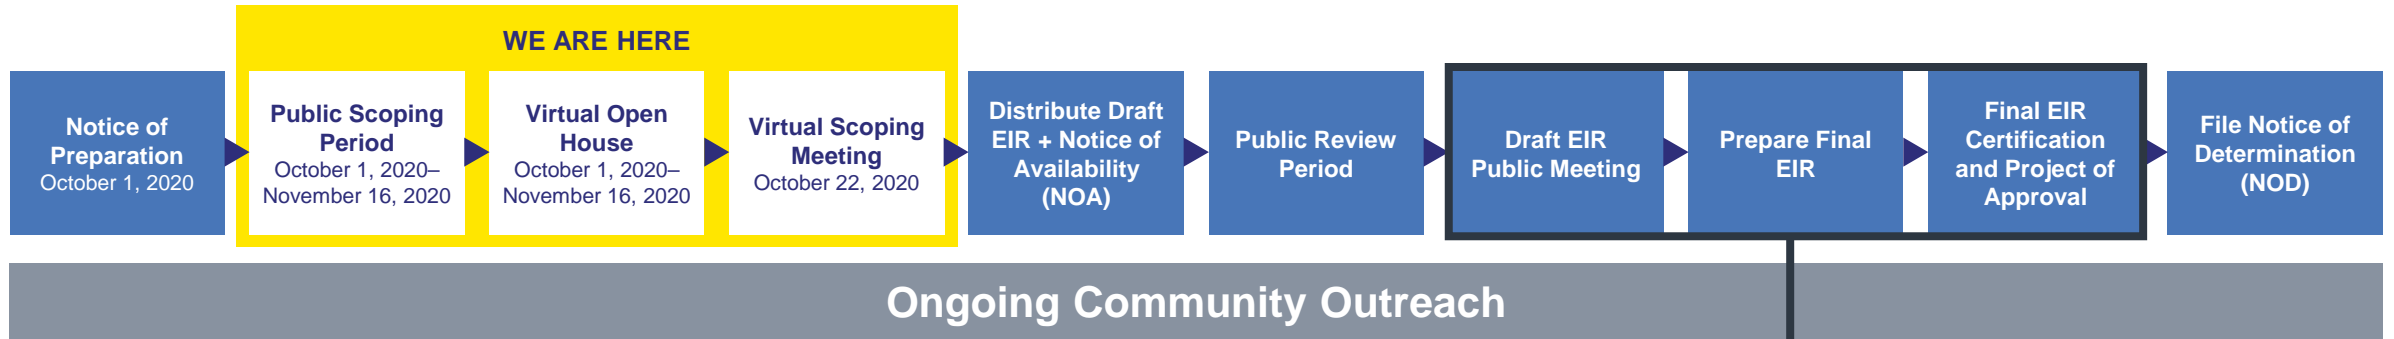 WE ARE HERE
Notice of
Preparation
October 1, 2020
Public Scoping
Period
October 1, 2020–
November 16, 2020
Virtual Open
House
October 1, 2020–
November 16, 2020
Virtual Scoping
Meeting
October 22, 2020
Distribute Draft
EIR + Notice of
Availability
(NOA)
Public Review
Period
Draft EIR
Public Meeting
Prepare Final
EIR
Final EIR
Certification
and Project of
Approval
File Notice of
Determination
(NOD)
Ongoing Community Outreach